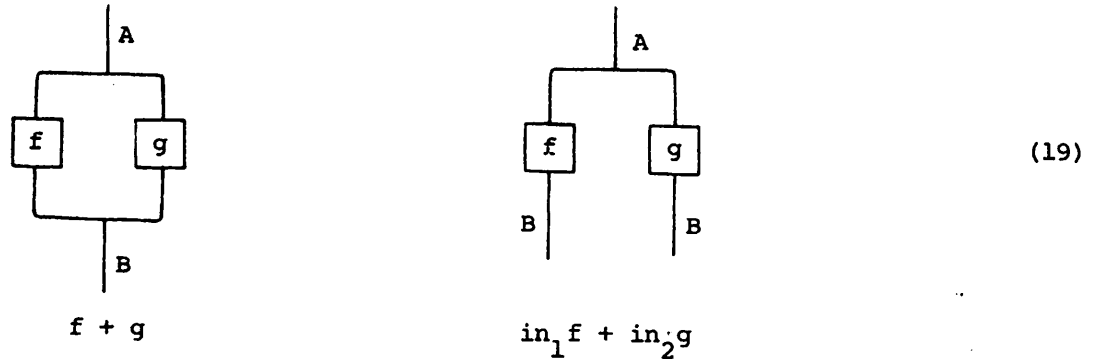 A A
f g f g (19)
B B
B
f + g in₁f + in₂g